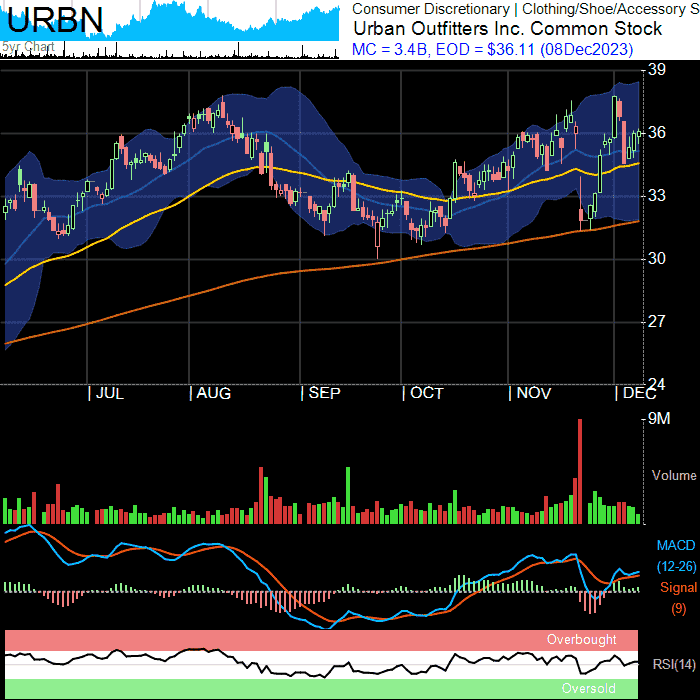 URBN
5yr Chart
Consumer Discretionary | Clothing/Shoe/Accessory S
Urban Outfitters Inc. Common Stock
MC = 3.4B, EOD = $36.11 (08Dec2023)
39
36
33
30
27
24
| JUL | AUG | SEP | OCT | NOV | DEC
9M
Volume
MACD
(12-26)
Signal
(9)
Overbought
RSI(14)
Oversold